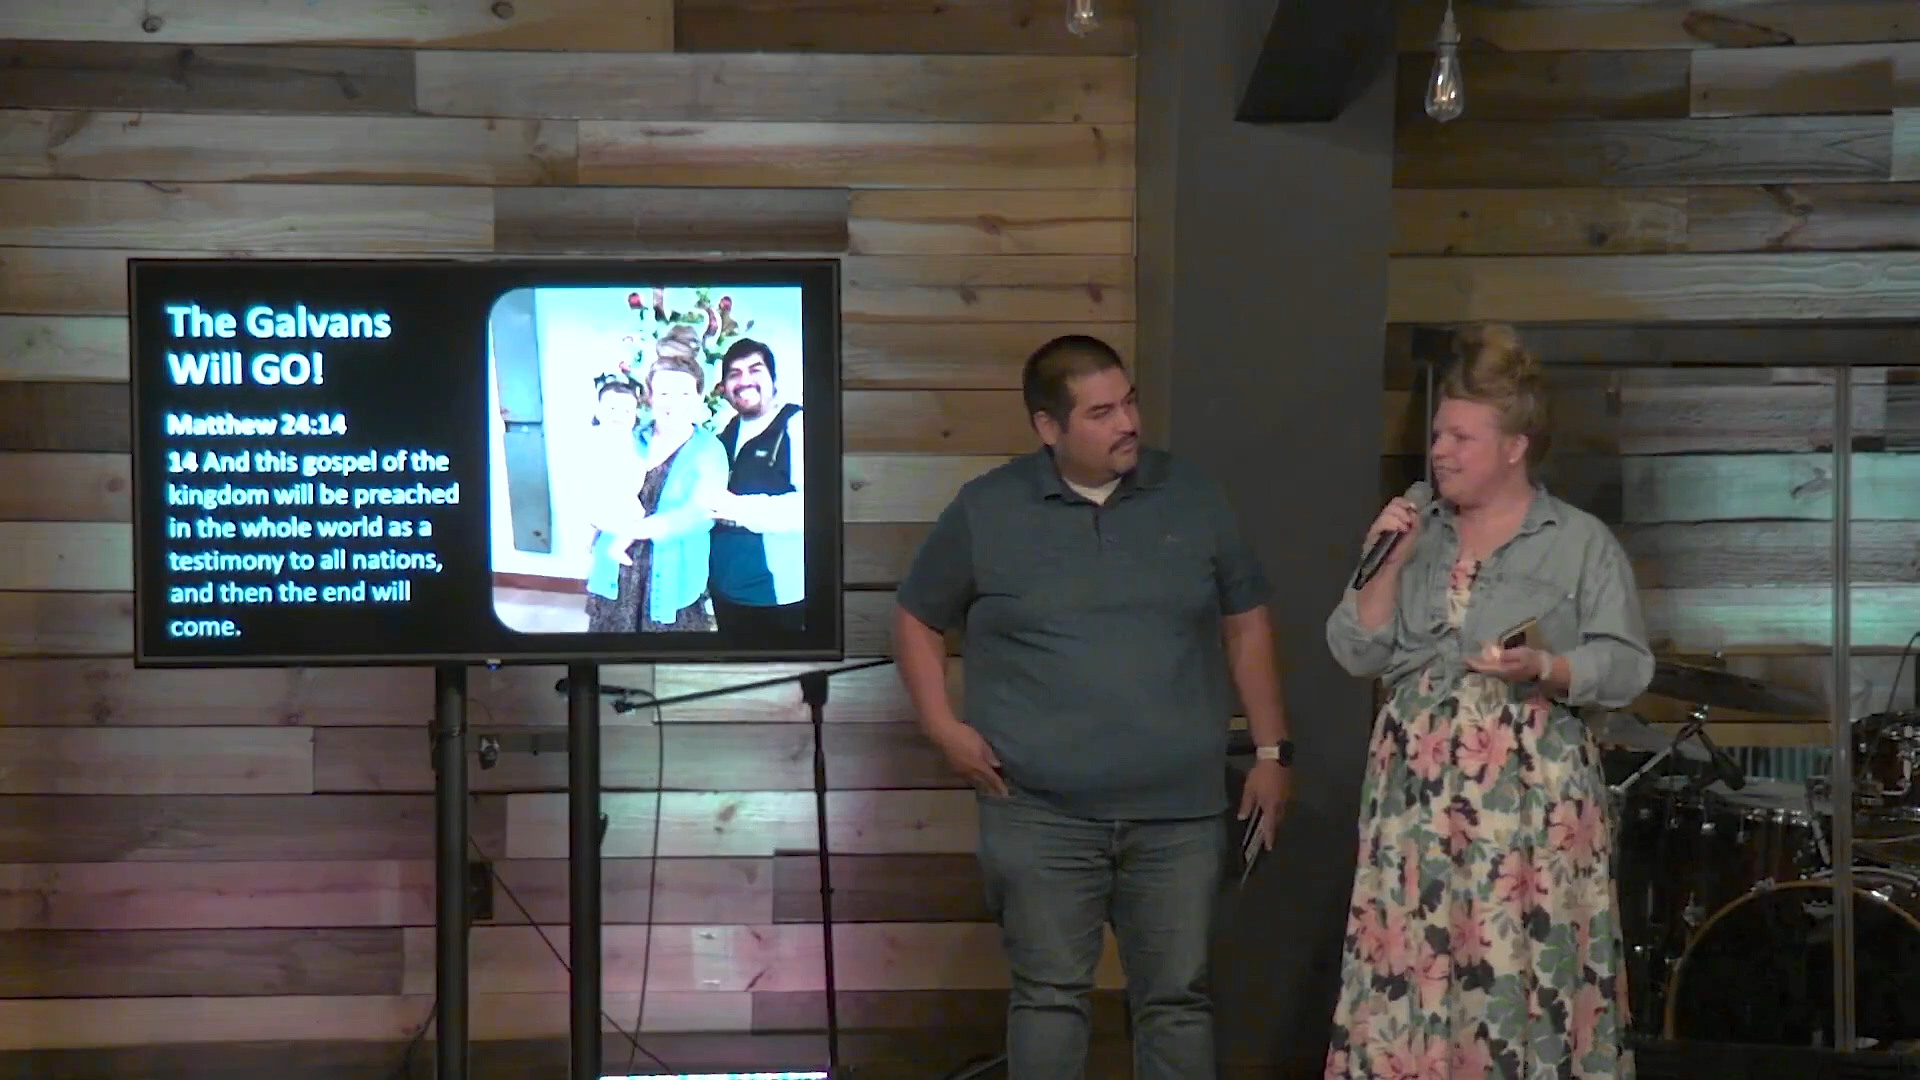 The Galvans
Will GO!
Matthew 24:14
14 And this gospel of the
kingdom will be preached
in the whole world as a
testimony to all nations,
and then the end will
come.